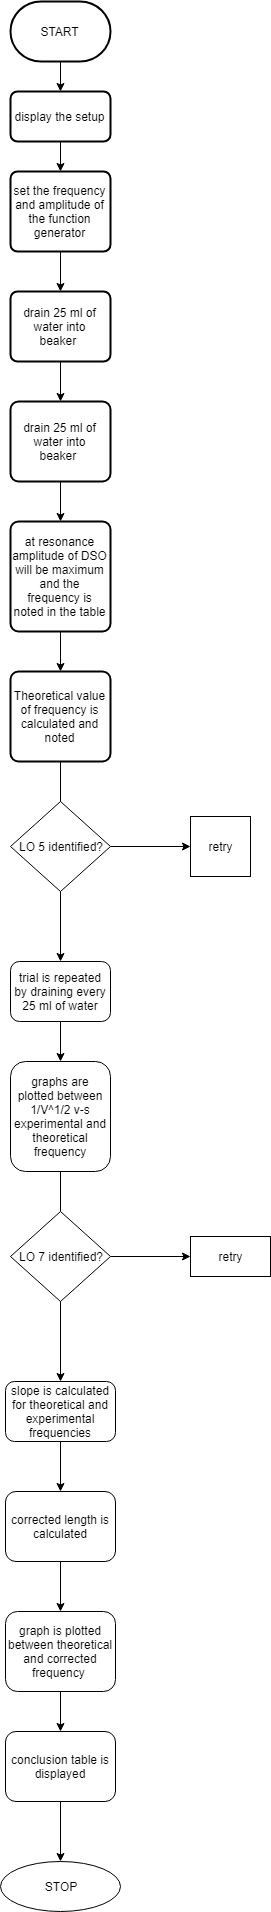 START
display the setup
set the frequency
and amplitude of
the function
generator
drain 25 ml of
water into
beaker
drain 25 ml of
water into
beaker
at resonance
amplitude of DSO
will be maximum
and the
frequency is
noted in the table
Theoretical value
of frequency is
calculated and
noted
LO 5 identified?
retry
trial is repeated
by draining every
25 ml of water
graphs are
plotted between
1/V^1/2 v-s
experimental and
theoretical
frequency
LO 7 identified?
retry
slope is calculated
for theoretical and
experimental
frequencies
corrected length is
calculated
graph is plotted
between theoretical
and corrected
frequency
conclusion table is
displayed
STOP